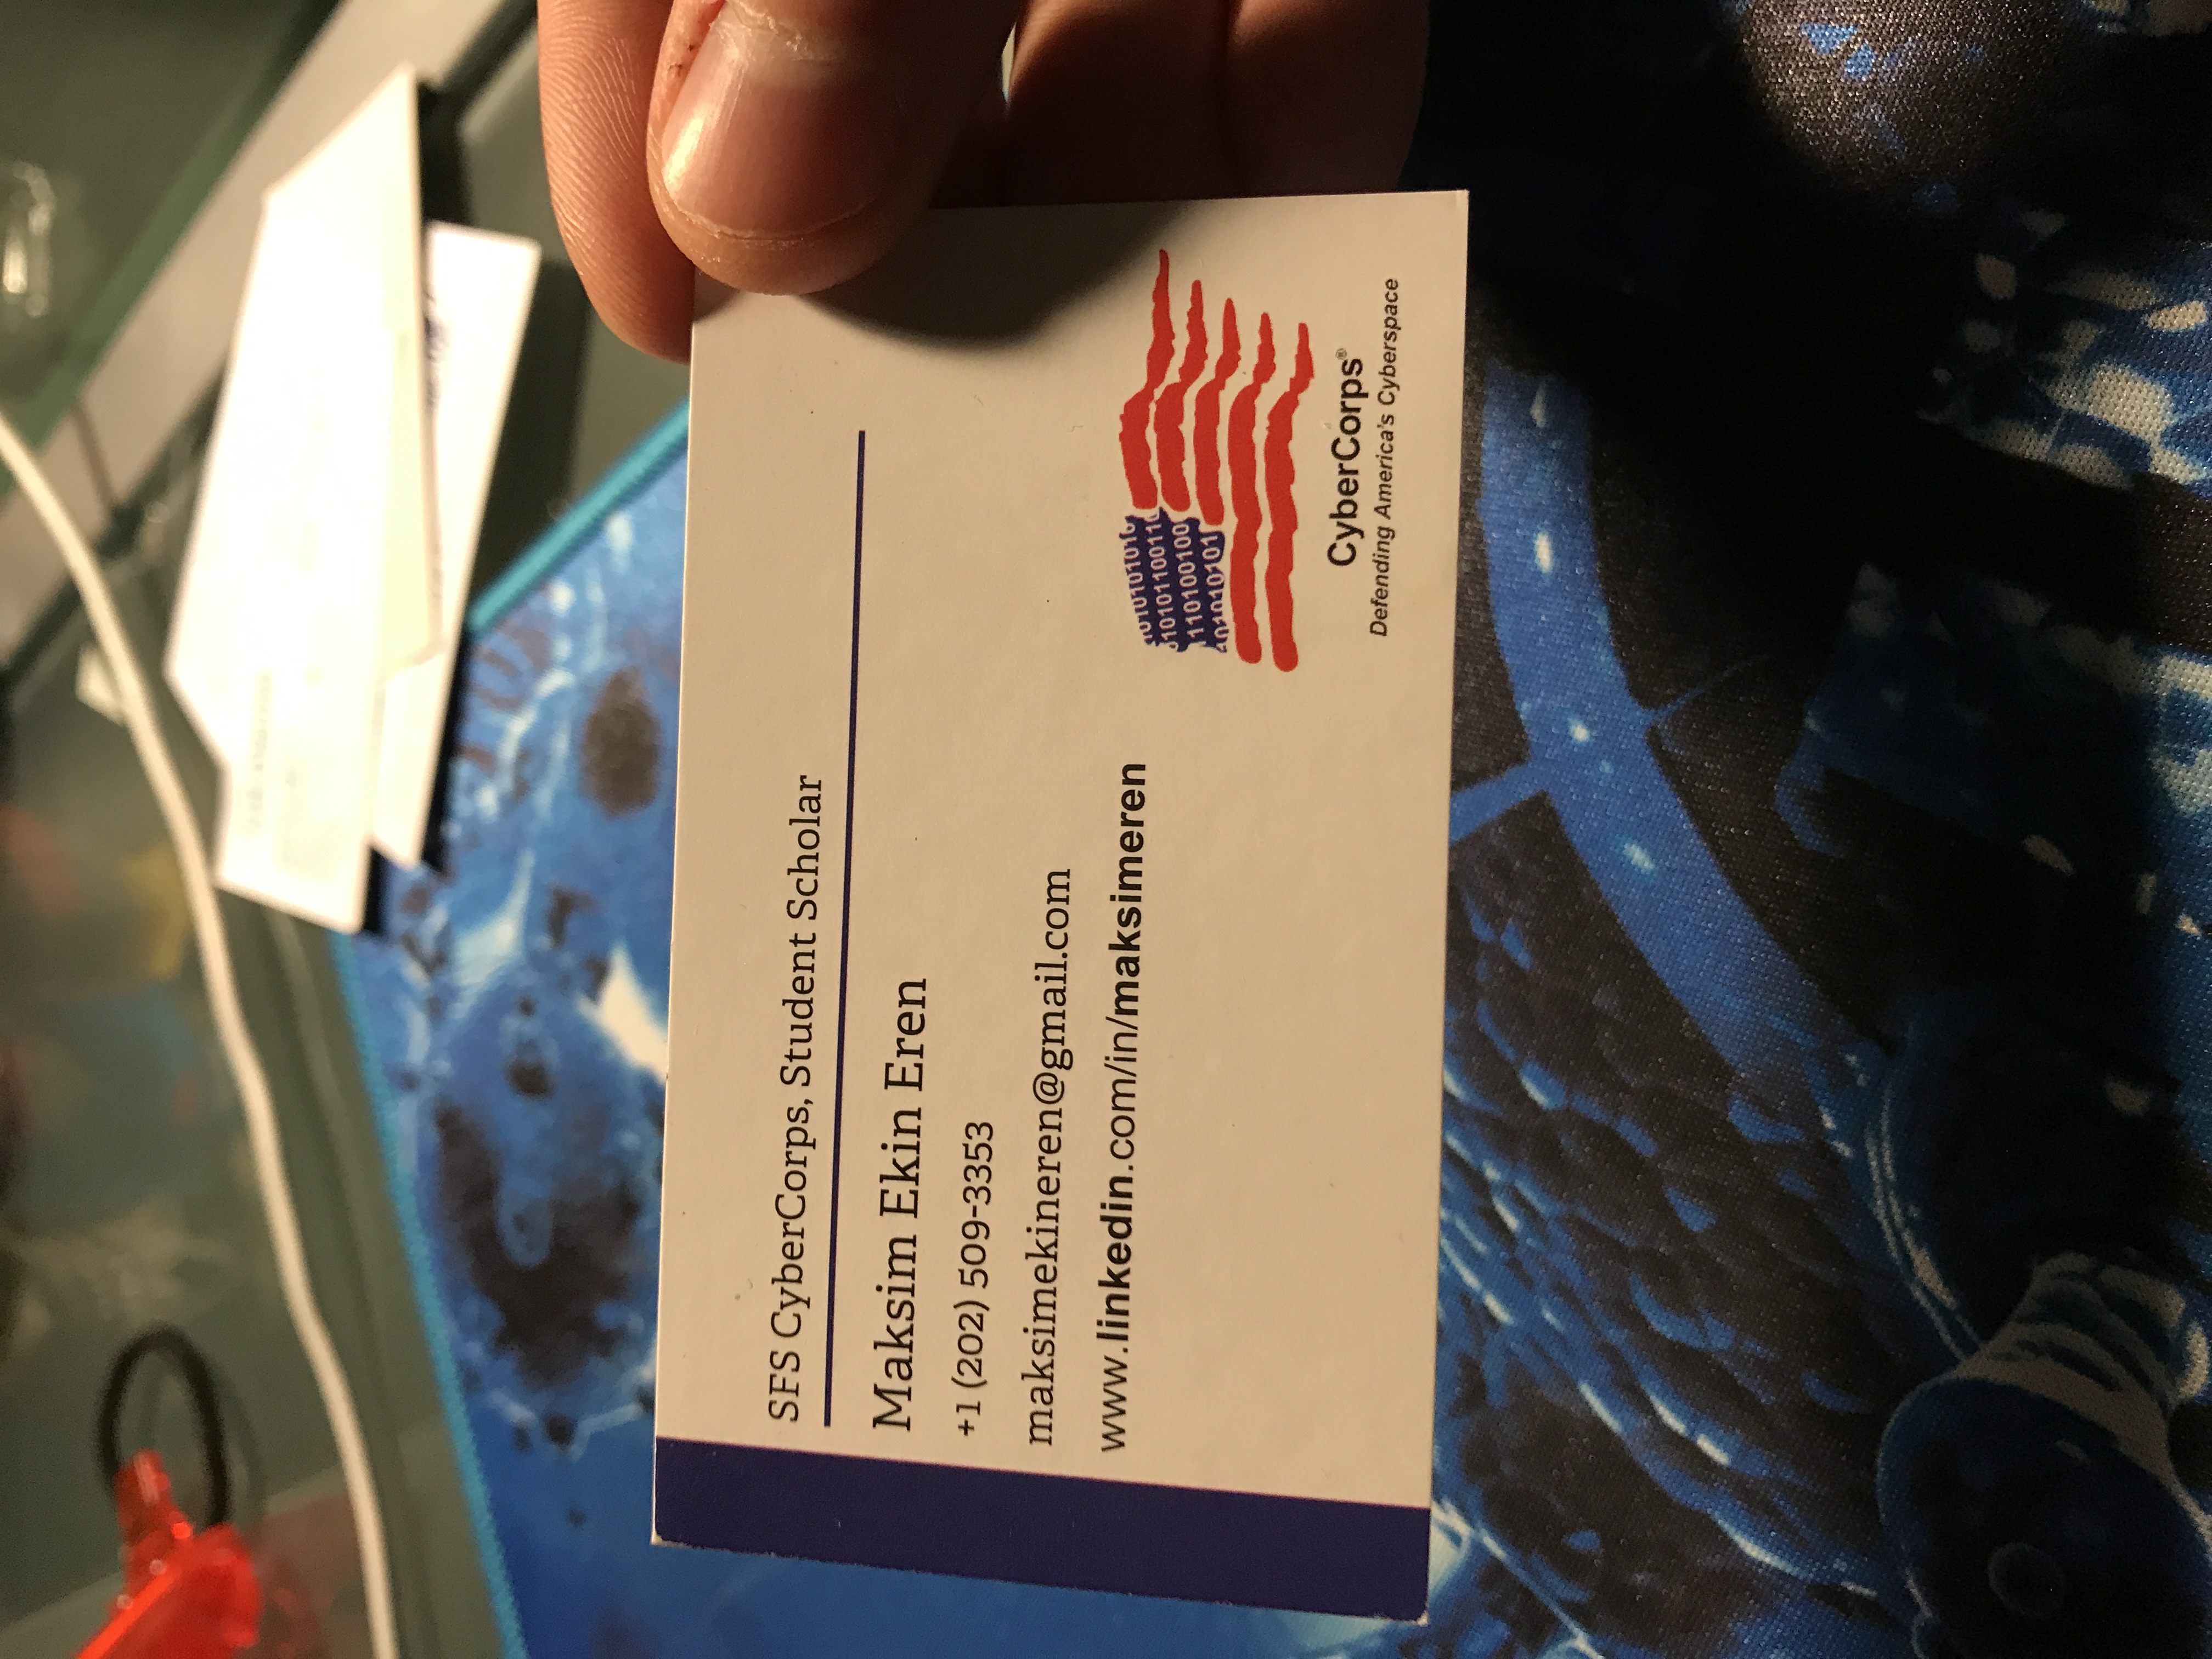 SFS CyberCorps, Student Scholar
Maksim Ekin Eren
+1 (202) 509-3353
maksimekineren@gmail.com
www.linkedin.com/in/maksimeren
CyberCorps®
Defending America's Cyberspace